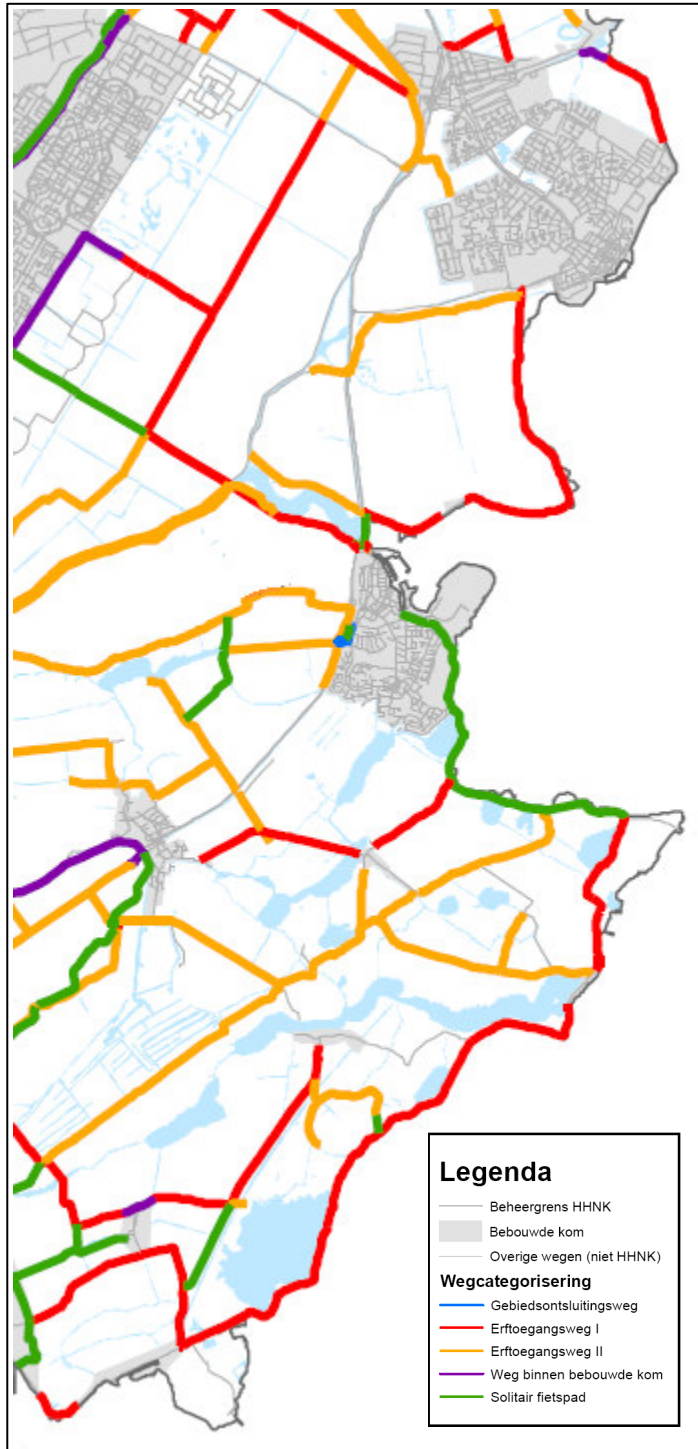 Legenda
Beheergrens HHNK
Bebouwde kom
Overige wegen (niet HHNK)
Wegcategorisering
Gebiedsontsluitingsweg
Erftoegangsweg I
Erftoegangsweg II
Weg binnen bebouwde kom
Solitair fietspad